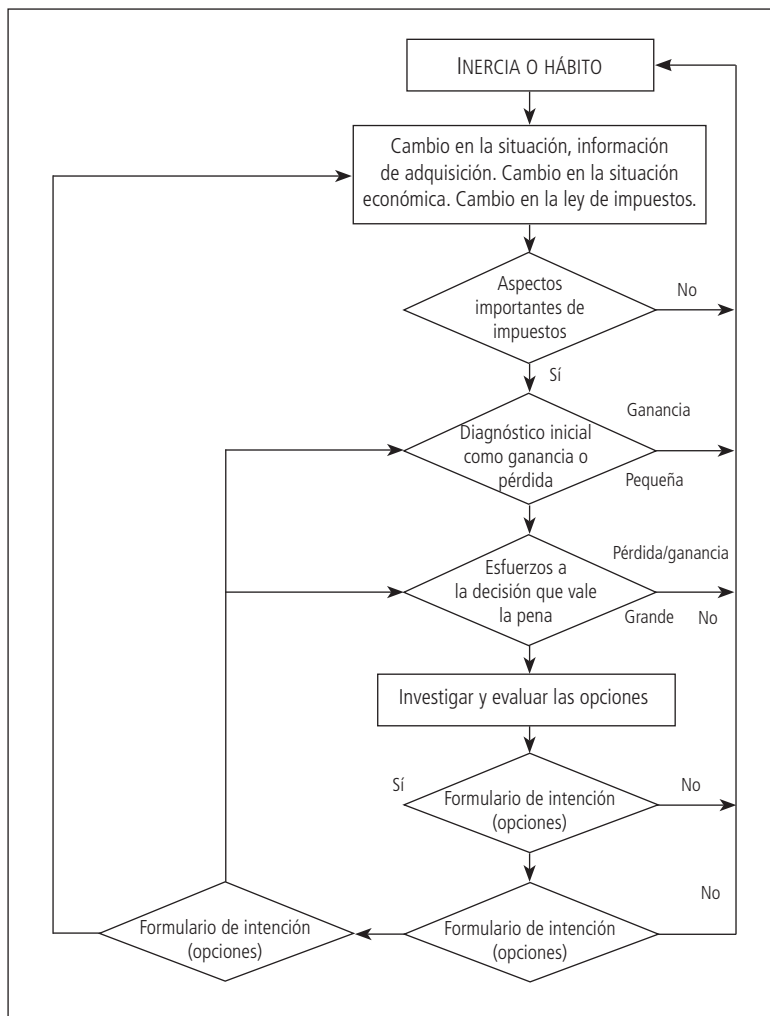 INERCIA O HÁBITO
Cambio en la situación, información
de adquisición. Cambio en la situación
económica. Cambio en la ley de impuestos.
Aspectos
importantes de
impuestos
No
Sí
Ganancia
Diagnóstico inicial
como ganancia o
pérdida
Pequeña
Pérdida/ganancia
Esfuerzos a
la decisión que vale
la pena
Grande No
Investigar y evaluar las opciones
Sí
No
Formulario de intención
(opciones)
No
Formulario de intención
(opciones)
Formulario de intención
(opciones)